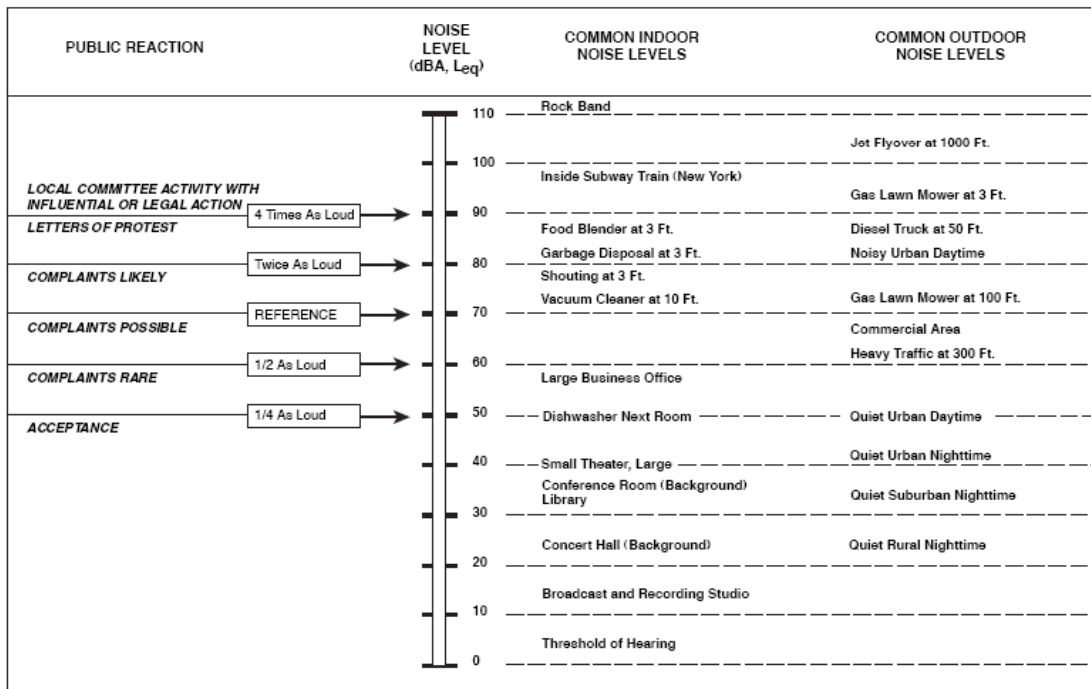 PUBLIC REACTION
NOISE
LEVEL
(dBA, Leq)
COMMON INDOOR
NOISE LEVELS
COMMON OUTDOOR
NOISE LEVELS
110
Rock Band
Jet Flyover at 1000 Ft.
100
Inside Subway Train (New York)
LOCAL COMMITTEE ACTIVITY WITH
INFLUENTIAL OR LEGAL ACTION
Gas Lawn Mower at 3 Ft.
4 Times As Loud
90
LETTERS OF PROTEST
Food Blender at 3 Ft.
Diesel Truck at 50 Ft.
Garbage Disposal at 3 Ft.
Noisy Urban Daytime
Twice As Loud
80
COMPLAINTS LIKELY
Shouting at 3 Ft.
Vacuum Cleaner at 10 Ft.
Gas Lawn Mower at 100 Ft.
REFERENCE
70
COMPLAINTS POSSIBLE
Commercial Area
Heavy Traffic at 300 Ft.
1/2 As Loud
60
COMPLAINTS RARE
Large Business Office
1/4 As Loud
50
Dishwasher Next Room
Quiet Urban Daytime
ACCEPTANCE
Quiet Urban Nighttime
40
Small Theater, Large
Conference Room (Background)
Library
Quiet Suburban Nighttime
30
Concert Hall (Background)
Quiet Rural Nighttime
20
Broadcast and Recording Studio
10
Threshold of Hearing
0